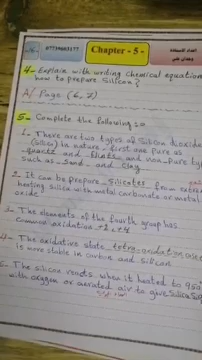 07739663177
Chapter - 5 -
4- Explain with writing chemical equations
how to prepare Silicon?
A/ Page (6, 7)
5- Complete the following:=
1- There are two types of Silicon dioxide
(Silica) in nature first one pure as
quartz and flint and non-pure type
such as sand and clay
2. It can be prepare Silicates from
heating silica with metal carbonate or metal
oxide
3- The elements of the fourth group has
common oxidation +2, +4
4- The oxidative state tetra oxidation
is more stable in carbon and silicon
5. The silicon reacts when it heated to 950
with oxygen or aerated air to give